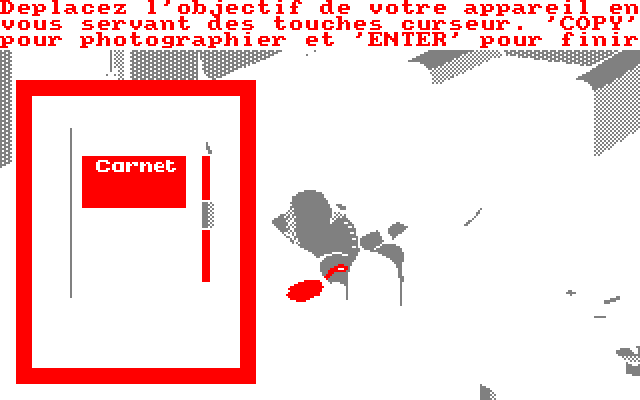 Deplacez l'objectif de votre appareil en
vous servant des touches curseur. 'COPY'
pour photographier et 'ENTER' pour finir
Carnet